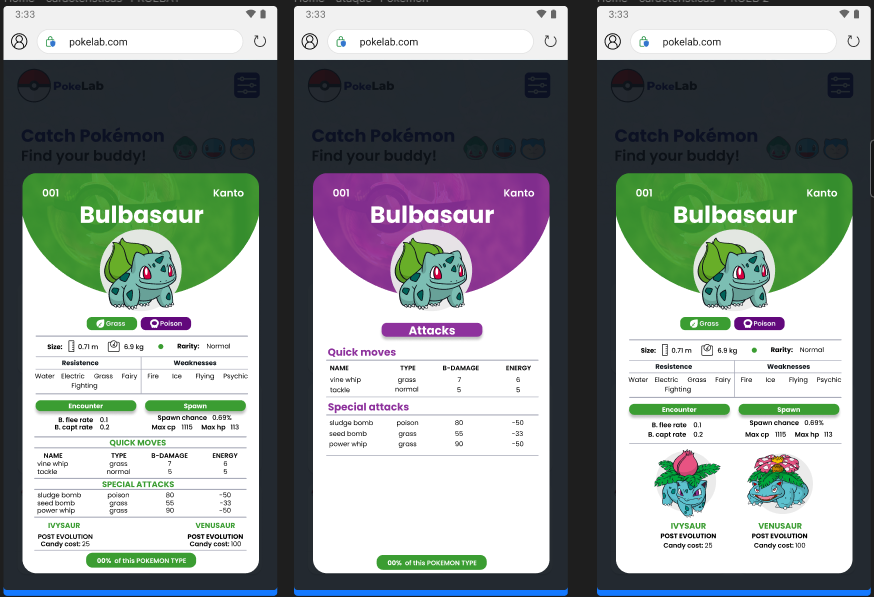 3:33
pokelab.com
PokeLab
Catch Pokémon
Find your buddy!
001 Kanto
Bulbasaur
Grass Poison
Size: 0.71 m 6.9 kg Rarity: Normal
Resistence Weaknesses
Water Electric Grass Fairy Fire Ice Flying Psychic
Fighting
Encounter Spawn
B. flee rate 0.1 Spawn chance 0.69%
B. capt rate 0.2 Max cp 1115 Max hp 113
QUICK MOVES
NAME TYPE B-DAMAGE ENERGY
vine whip grass 7 6
tackle normal 5 5
SPECIAL ATTACKS
sludge bomb poison 80 -50
seed bomb grass 55 -33
power whip grass 90 -50
IVYSAUR VENUSAUR
POST EVOLUTION POST EVOLUTION
Candy cost: 25 Candy cost: 100
00% of this POKEMON TYPE
3:33
pokelab.com
PokeLab
Catch Pokémon
Find your buddy!
001 Kanto
Bulbasaur
Attacks
Quick moves
NAME TYPE B-DAMAGE ENERGY
vine whip grass 7 6
tackle normal 5 5
Special attacks
sludge bomb poison 80 -50
seed bomb grass 55 -33
power whip grass 90 -50
00% of this POKEMON TYPE
3:33
pokelab.com
PokeLab
Catch Pokémon
Find your buddy!
001 Kanto
Bulbasaur
Grass Poison
Size: 0.71 m 6.9 kg Rarity: Normal
Resistence Weaknesses
Water Electric Grass Fairy Fire Ice Flying Psychic
Fighting
Encounter Spawn
B. flee rate 0.1 Spawn chance 0.69%
B. capt rate 0.2 Max cp 1115 Max hp 113
IVYSAUR VENUSAUR
POST EVOLUTION POST EVOLUTION
Candy cost: 25 Candy cost: 100